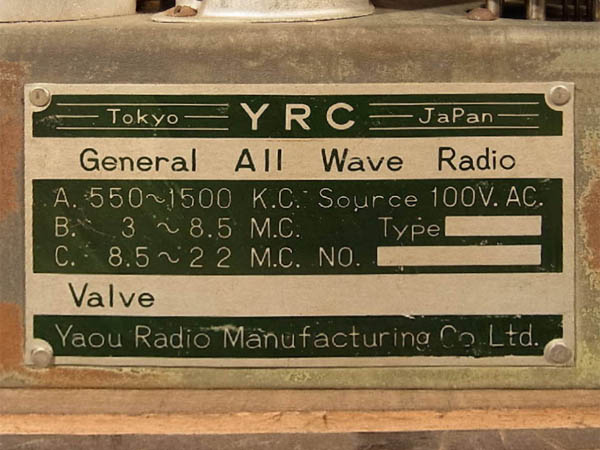 Tokyo YRC JaPan
General All Wave Radio
A. 550~1500 K.C. Source 100V. AC.
B. 3 ~ 8.5 M.C. Type
C. 8.5~22 M.C. NO.
Valve
Yaou Radio Manufacturing Co Ltd.